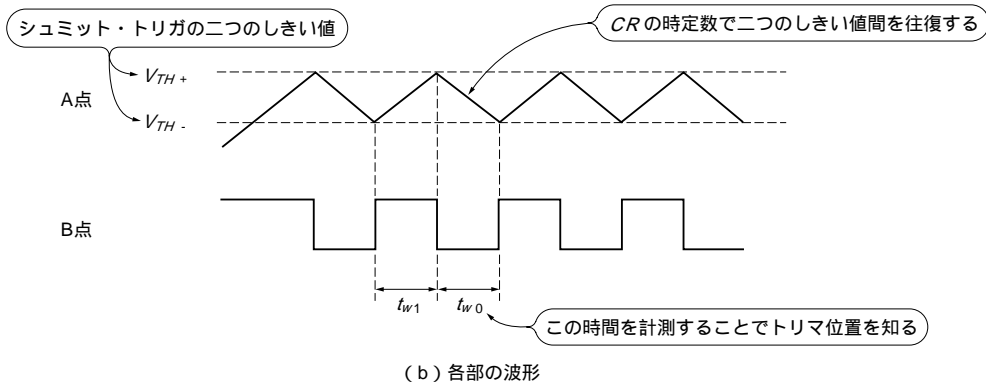 シュミット・トリガの二つのしきい値
CRの時定数で二つのしきい値間を往復する
VTH+
A点
VTH-
B点
tw1
tw0
この時間を計測することでトリマ位置を知る
(b)各部の波形